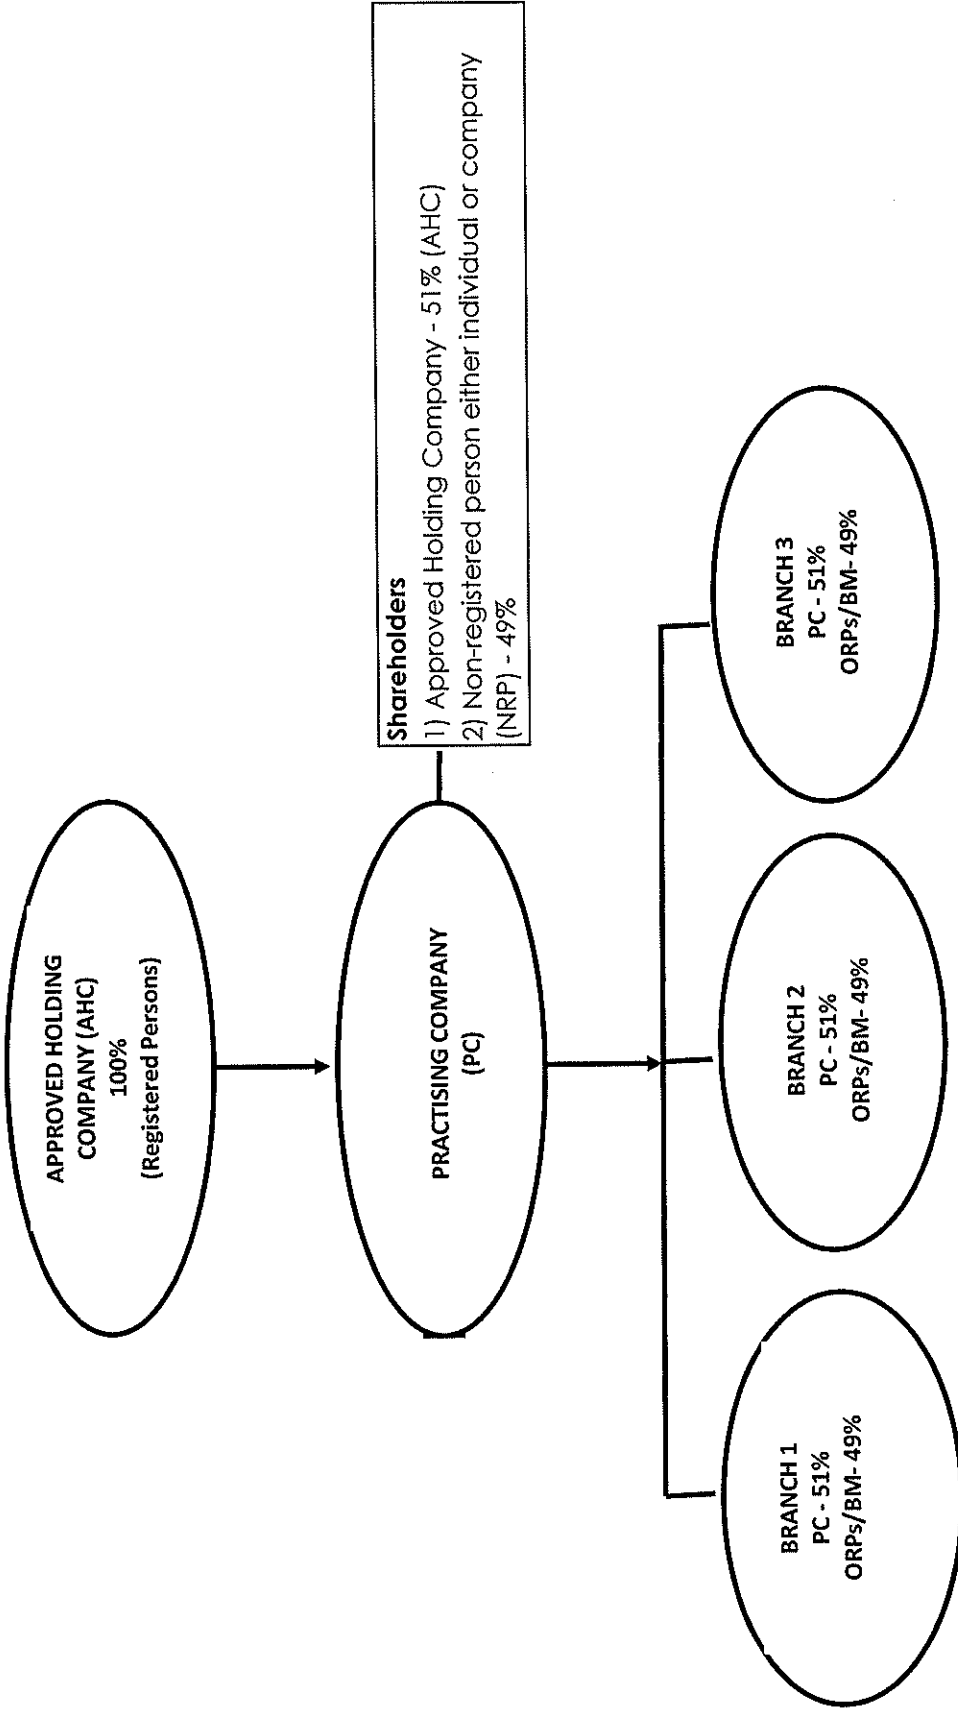 APPROVED HOLDING
COMPANY (AHC)
100%
(Registered Persons)
PRACTISING COMPANY
(PC)
Shareholders
1) Approved Holding Company - 51% (AHC)
2) Non-registered person either individual or company
(NRP) - 49%
BRANCH 1
PC - 51%
ORPs/BM- 49%
BRANCH 2
PC - 51%
ORPs/BM- 49%
BRANCH 3
PC - 51%
ORPs/BM- 49%